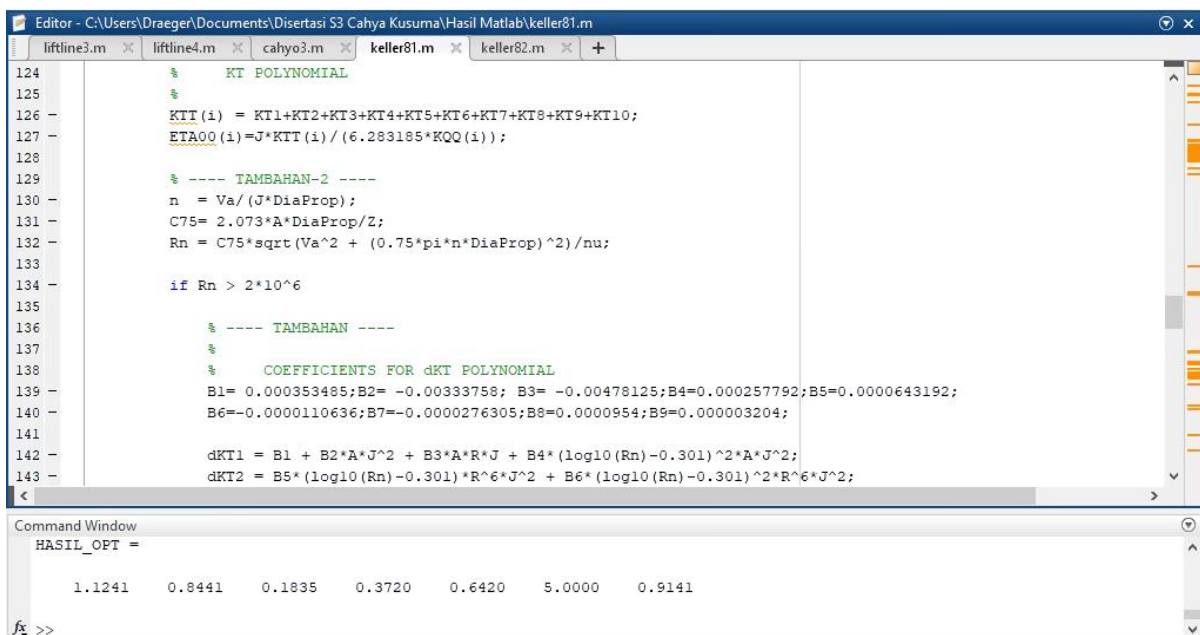 Editor - C:\Users\Draeger\Documents\Disertasi S3 Cahya Kusuma\Hasil Matlab\keller81.m
liftline3.m liftline4.m cahyo3.m keller81.m keller82.m +
124 % KT POLYNOMIAL
125 %
126 - KTT(i) = KT1+KT2+KT3+KT4+KT5+KT6+KT7+KT8+KT9+KT10;
127 - ETA00(i)=J*KTT(i)/(6.283185*KQQ(i));
128
129 % ---- TAMBAHAN-2 ----
130 - n = Va/(J*DiaProp);
131 - C75= 2.073*A*DiaProp/Z;
132 - Rn = C75*sqrt(Va^2 + (0.75*pi*n*DiaProp)^2)/nu;
133
134 - if Rn > 2*10^6
135
136 % ---- TAMBAHAN ----
137 %
138 % COEFFICIENTS FOR dKT POLYNOMIAL
139 - B1= 0.000353485;B2= -0.00333758; B3= -0.00478125;B4=0.000257792;B5=0.0000643192;
140 - B6=-0.0000110636;B7=-0.0000276305;B8=0.0000954;B9=0.000003204;
141
142 - dKT1 = B1 + B2*A*J^2 + B3*A*R*J + B4*(log10(Rn)-0.301)^2*A*J^2;
143 - dKT2 = B5*(log10(Rn)-0.301)*R^6*J^2 + B6*(log10(Rn)-0.301)^2*R^6*J^2;
Command Window
HASIL_OPT =
1.1241 0.8441 0.1835 0.3720 0.6420 5.0000 0.9141
fx >>